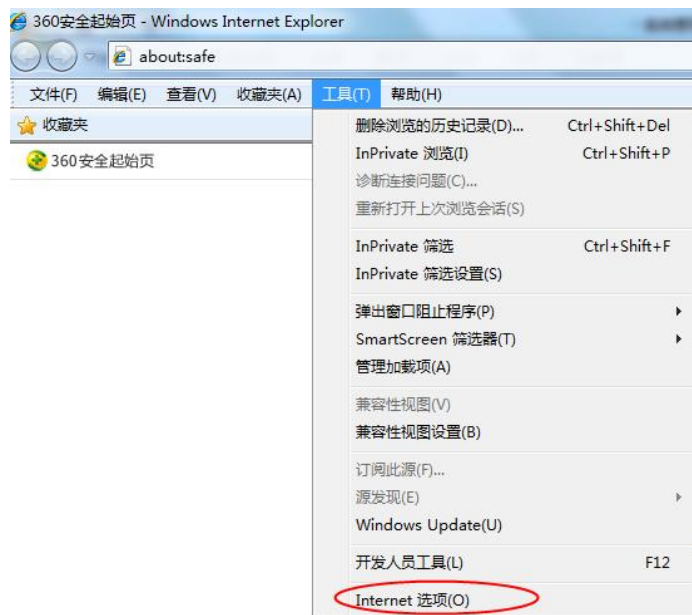 360安全起始页 - Windows Internet Explorer
about:safe
文件(F) 编辑(E) 查看(V) 收藏夹(A) 工具(T) 帮助(H)
收藏夹
360安全起始页
删除浏览的历史记录(D)... Ctrl+Shift+Del
InPrivate 浏览(I) Ctrl+Shift+P
诊断连接问题(C)...
重新打开上次浏览会话(S)
InPrivate 筛选 Ctrl+Shift+F
InPrivate 筛选设置(S)
弹出窗口阻止程序(P)
SmartScreen 筛选器(T)
管理加载项(A)
兼容性视图(V)
兼容性视图设置(B)
订阅此源(F)...
源发现(E)
Windows Update(U)
开发人员工具(L) F12
Internet 选项(O)